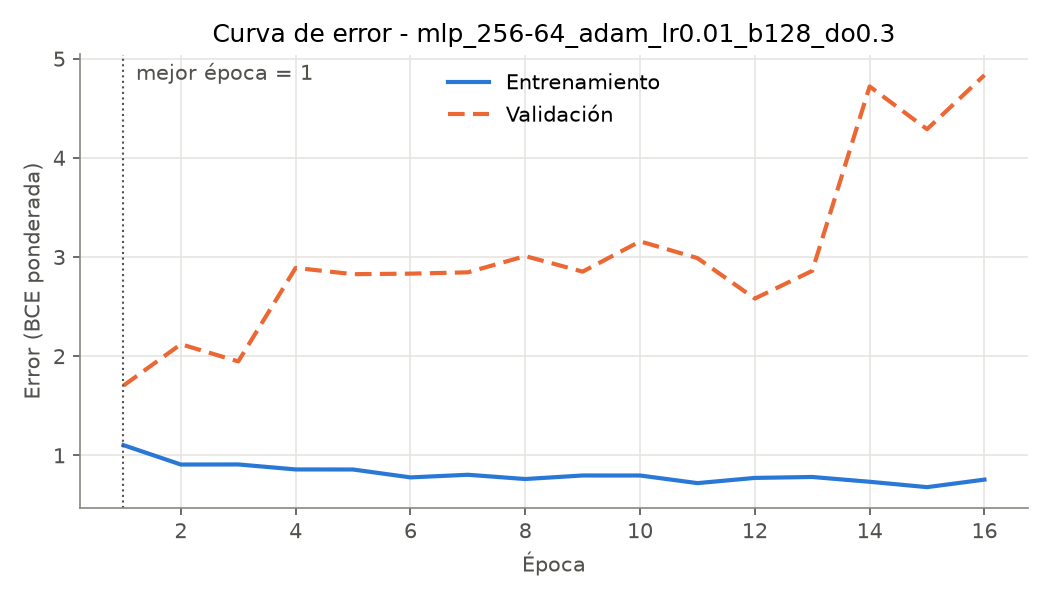 Curva de error - mlp_256-64_adam_lr0.01_b128_do0.3
mejor época = 1
Entrenamiento
Validación
Error (BCE ponderada)
5
4
3
2
1
2 4 6 8 10 12 14 16
Época